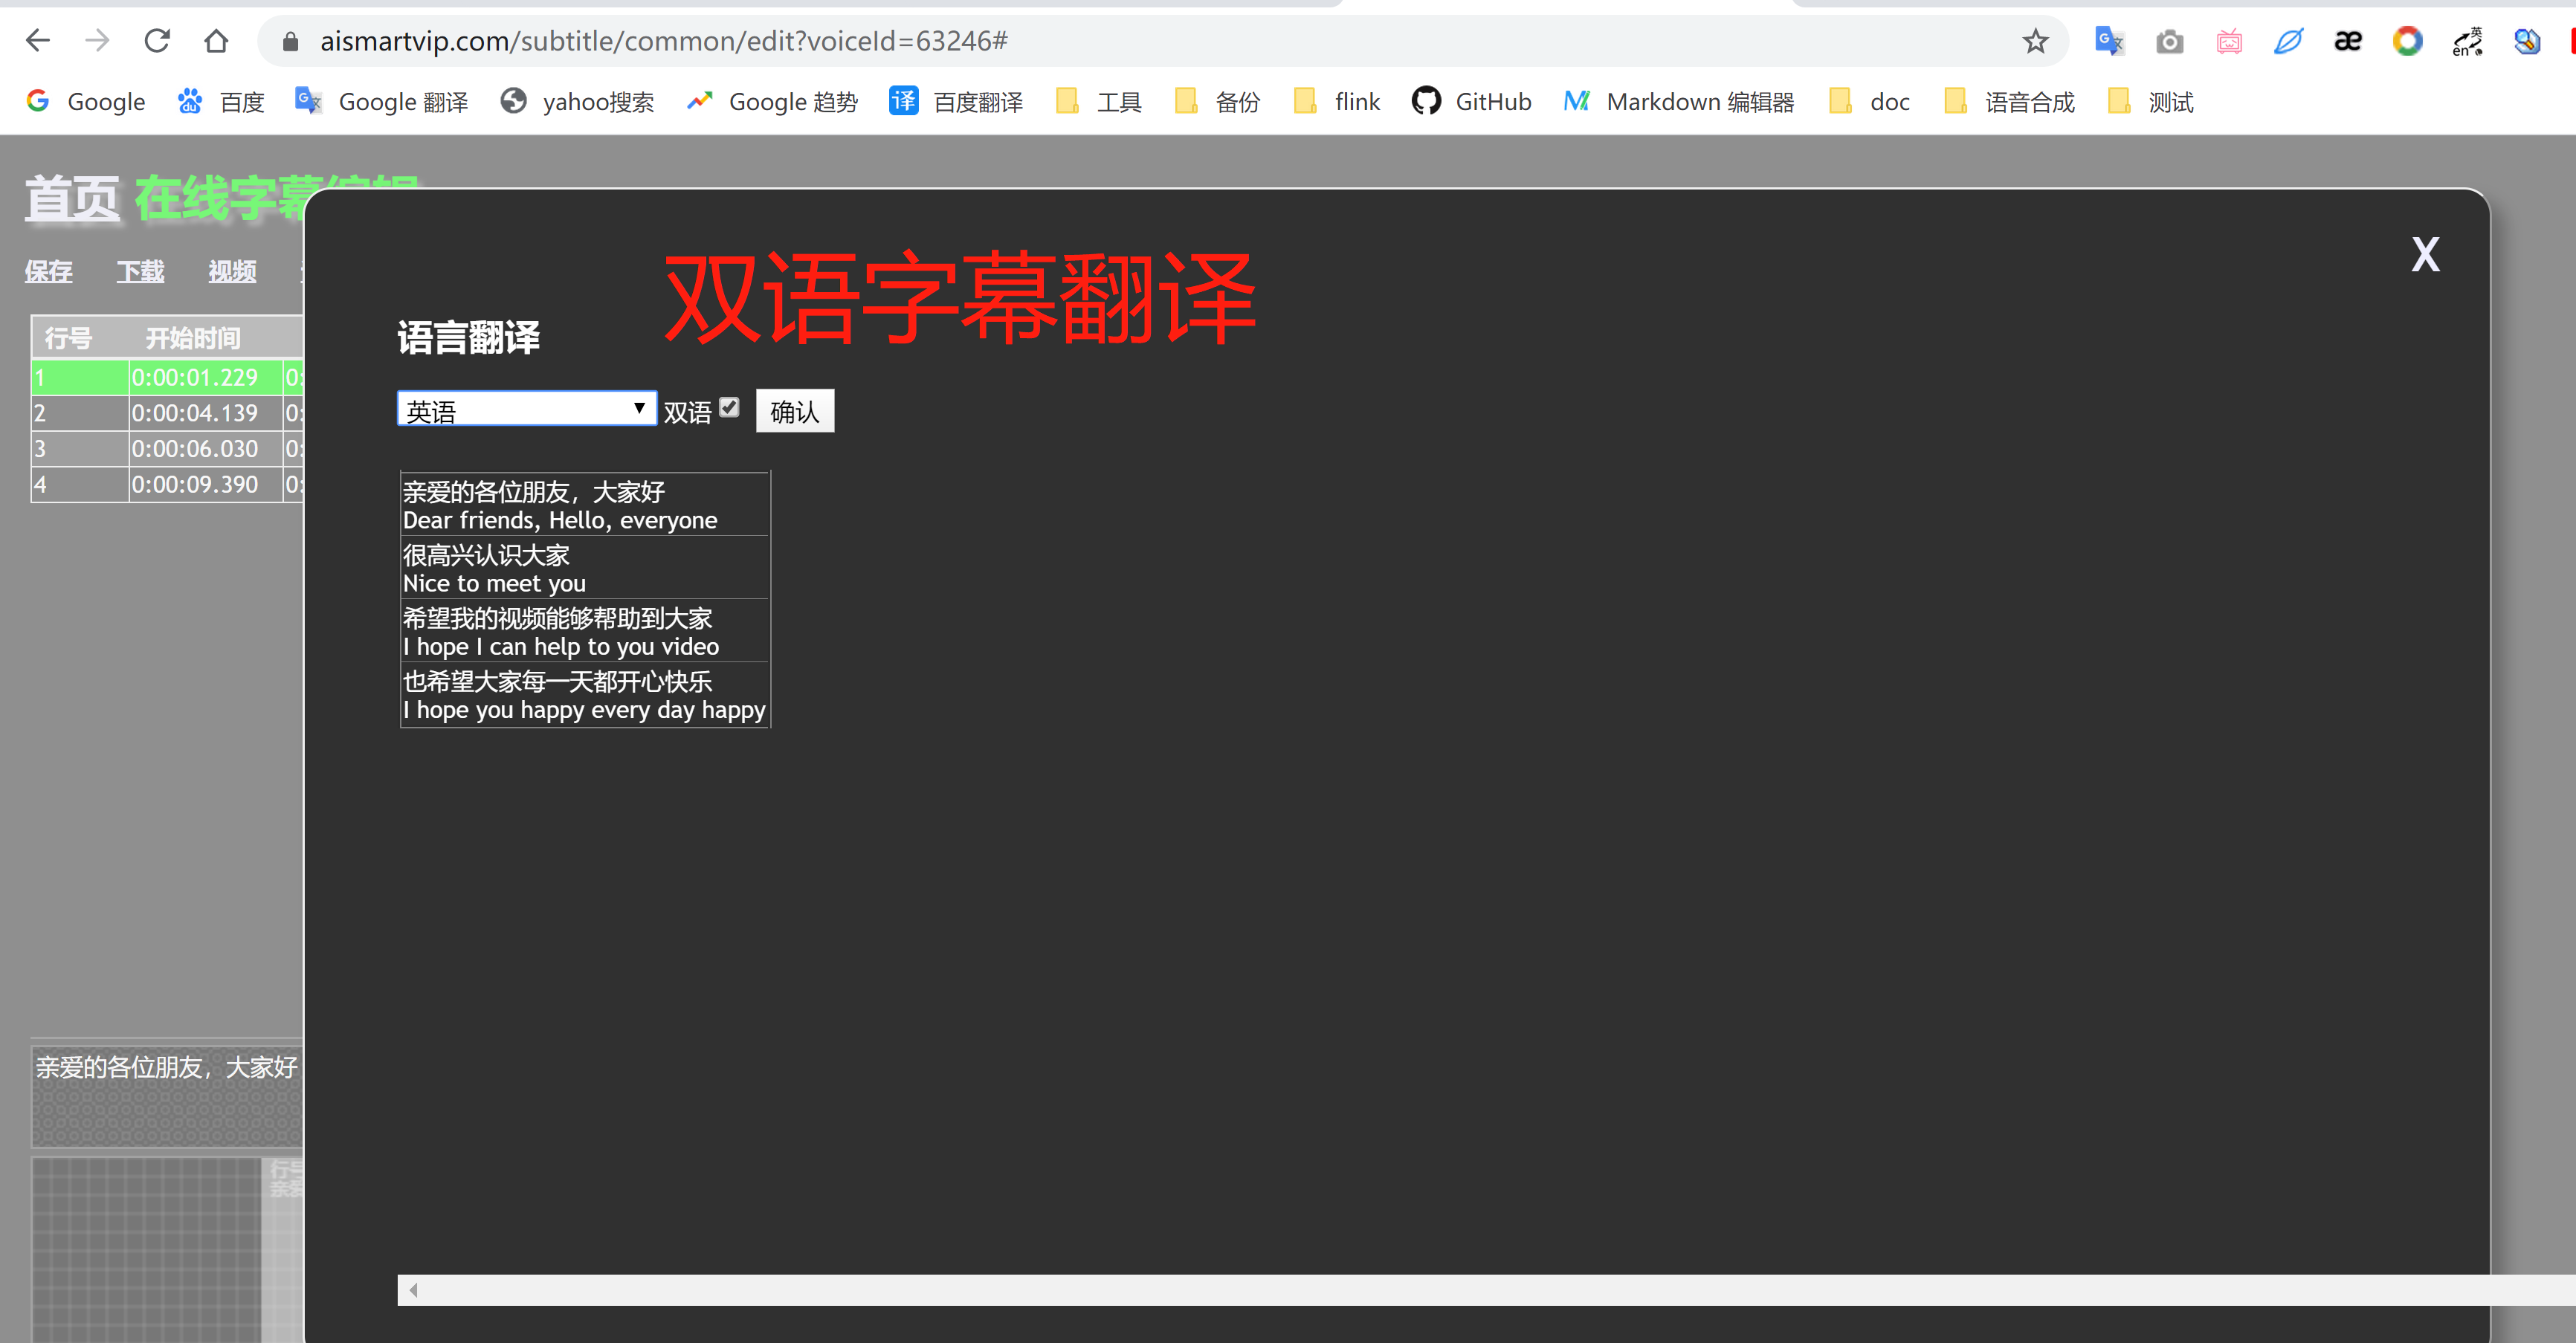 aismartvip.com/subtitle/common/edit?voiceId=63246#
Google 百度 Google 翻译 yahoo搜索 Google 趋势 百度翻译 工具 备份 flink GitHub Markdown 编辑器 doc 语音合成 测试
首页 在线字幕编辑
保存 下载 视频
X
双语字幕翻译
语言翻译
英语 双语 确认
行号 开始时间
1 0:00:01.229 0:
2 0:00:04.139 0:
3 0:00:06.030 0:
4 0:00:09.390 0:
亲爱的各位朋友，大家好
Dear friends, Hello, everyone
很高兴认识大家
Nice to meet you
希望我的视频能够帮助到大家
I hope I can help to you video
也希望大家每一天都开心快乐
I hope you happy every day happy
亲爱的各位朋友，大家好
行号
亲爱